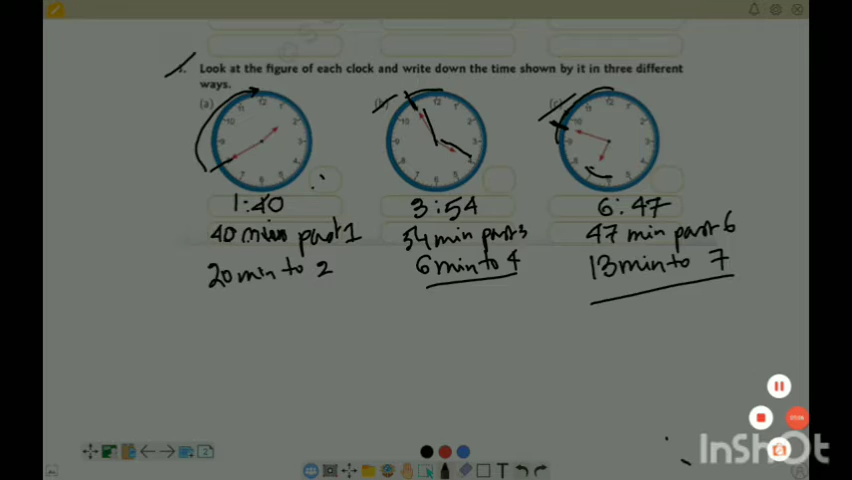 1. Look at the figure of each clock and write down the time shown by it in three different
ways.
(a) (b) (c)
1:40 3:54 6:47
40 min past 1 54 min past 3 47 min past 6
20 min to 2 6 min to 4 13 min to 7
2
T
InShOt